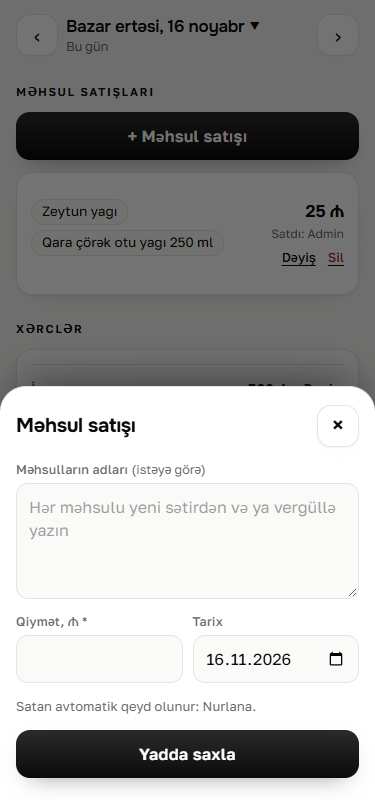 ‹
Bazar ertəsi, 16 noyabr ▼
Bu gün
›
MƏHSUL SATIŞLARI
+ Məhsul satışı
Zeytun yağı
25 ₼
Qara çörək otu yağı 250 ml
Satdı: Admin
Dəyiş Sil
XƏRCLƏR
Məhsul satışı
×
Məhsulların adları (istəyə görə)
Hər məhsulu yeni sətirdən və ya vergüllə
yazın
Qiymət, ₼ *
Tarix
16.11.2026
Satan avtomatik qeyd olunur: Nurlana.
Yadda saxla